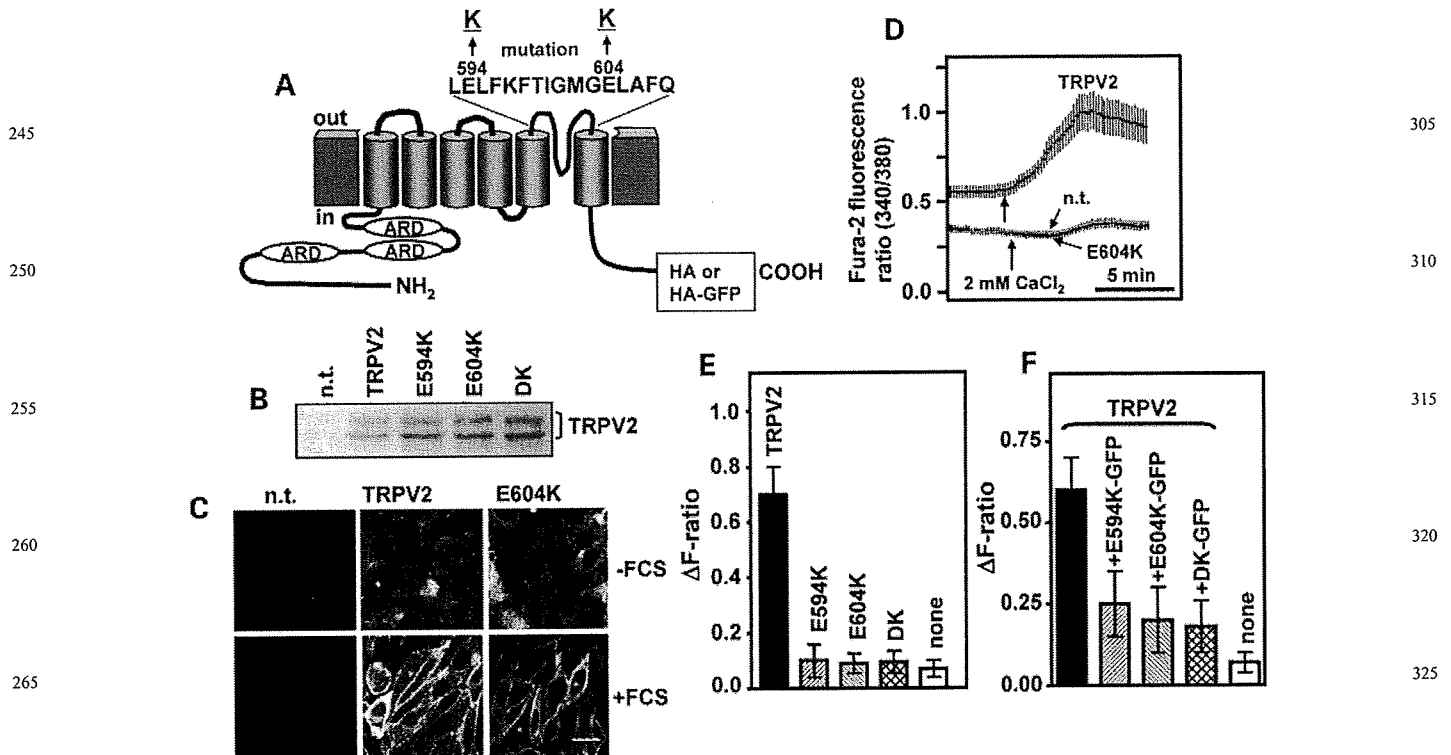 A
K K
mutation
594 604
LELFKFTIGMGELAFQ
out
in
ARD
ARD
ARD
NH2
HA or
HA-GFP
COOH
B
n.t.
TRPV2
E594K
E604K
DK
TRPV2
C
n.t. TRPV2 E604K
-FCS
+FCS
D
Fura-2 fluorescence
ratio (340/380)
1.0
0.5
0.0
TRPV2
n.t.
E604K
2 mM CaCl2
5 min
E
ΔF-ratio
1.0
0.8
0.6
0.4
0.2
0.0
TRPV2
E594K
E604K
DK
none
F
ΔF-ratio
0.75
0.50
0.25
0.00
TRPV2
+E594K-GFP
+E604K-GFP
+DK-GFP
none
245
250
255
260
265
305
310
315
320
325